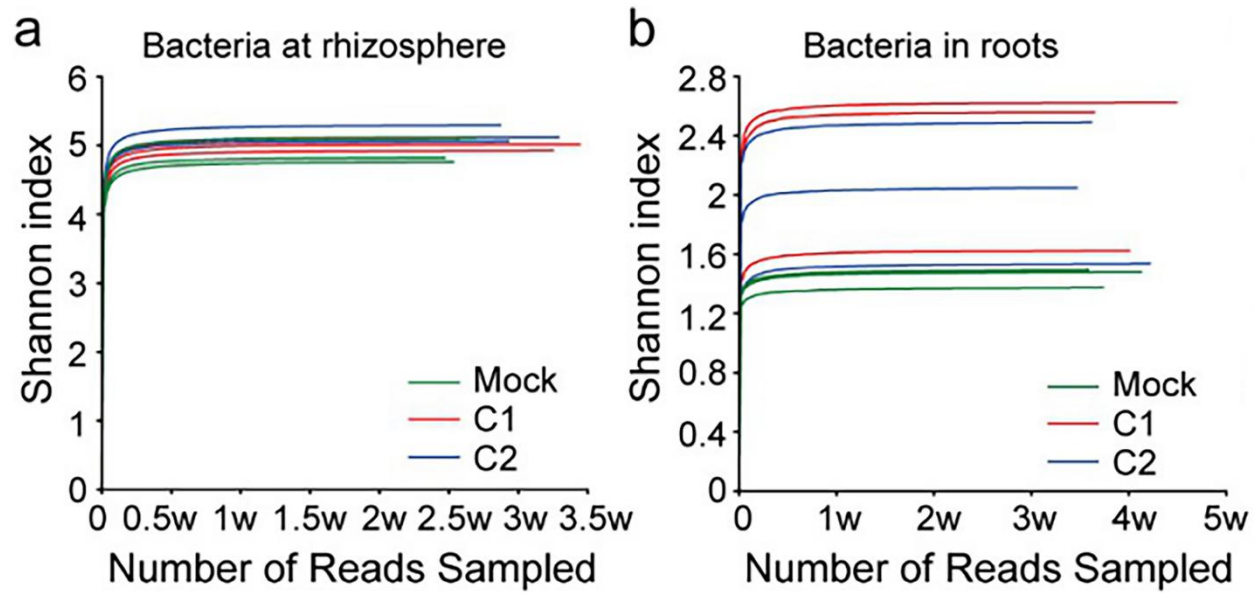 a
Bacteria at rhizosphere
6
5
4
3
2
1
0
Shannon index
Mock
C1
C2
0 0.5w 1w 1.5w 2w 2.5w 3w 3.5w
Number of Reads Sampled
b
Bacteria in roots
2.8
2.4
2
1.6
1.2
0.8
0.4
0
Shannon index
Mock
C1
C2
0 1w 2w 3w 4w 5w
Number of Reads Sampled